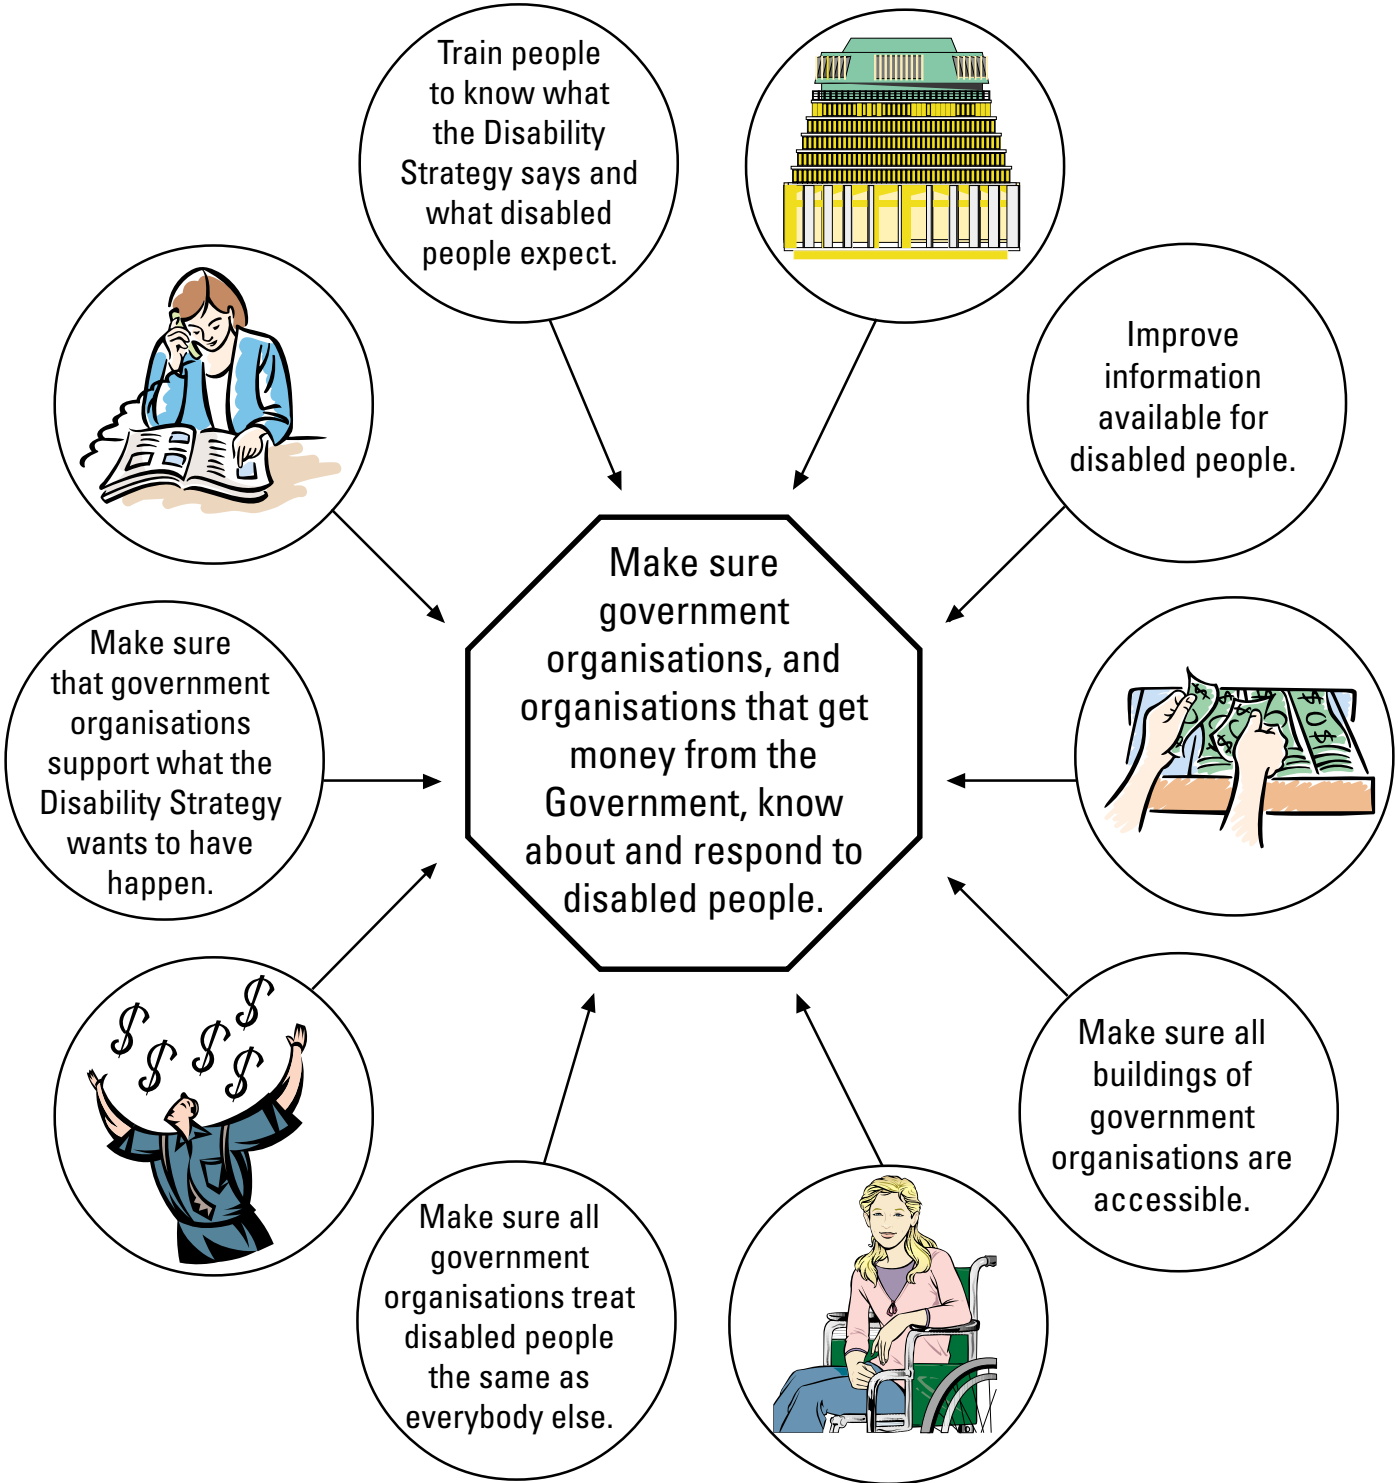 Train people
to know what
the Disability
Strategy says and
what disabled
people expect.
Improve
information
available for
disabled people.
Make sure
government
organisations, and
organisations that get
money from the
Government, know
about and respond to
disabled people.
Make sure
that government
organisations
support what the
Disability Strategy
wants to have
happen.
$ $ $ $ $
Make sure all
buildings of
government
organisations are
accessible.
Make sure all
government
organisations treat
disabled people
the same as
everybody else.